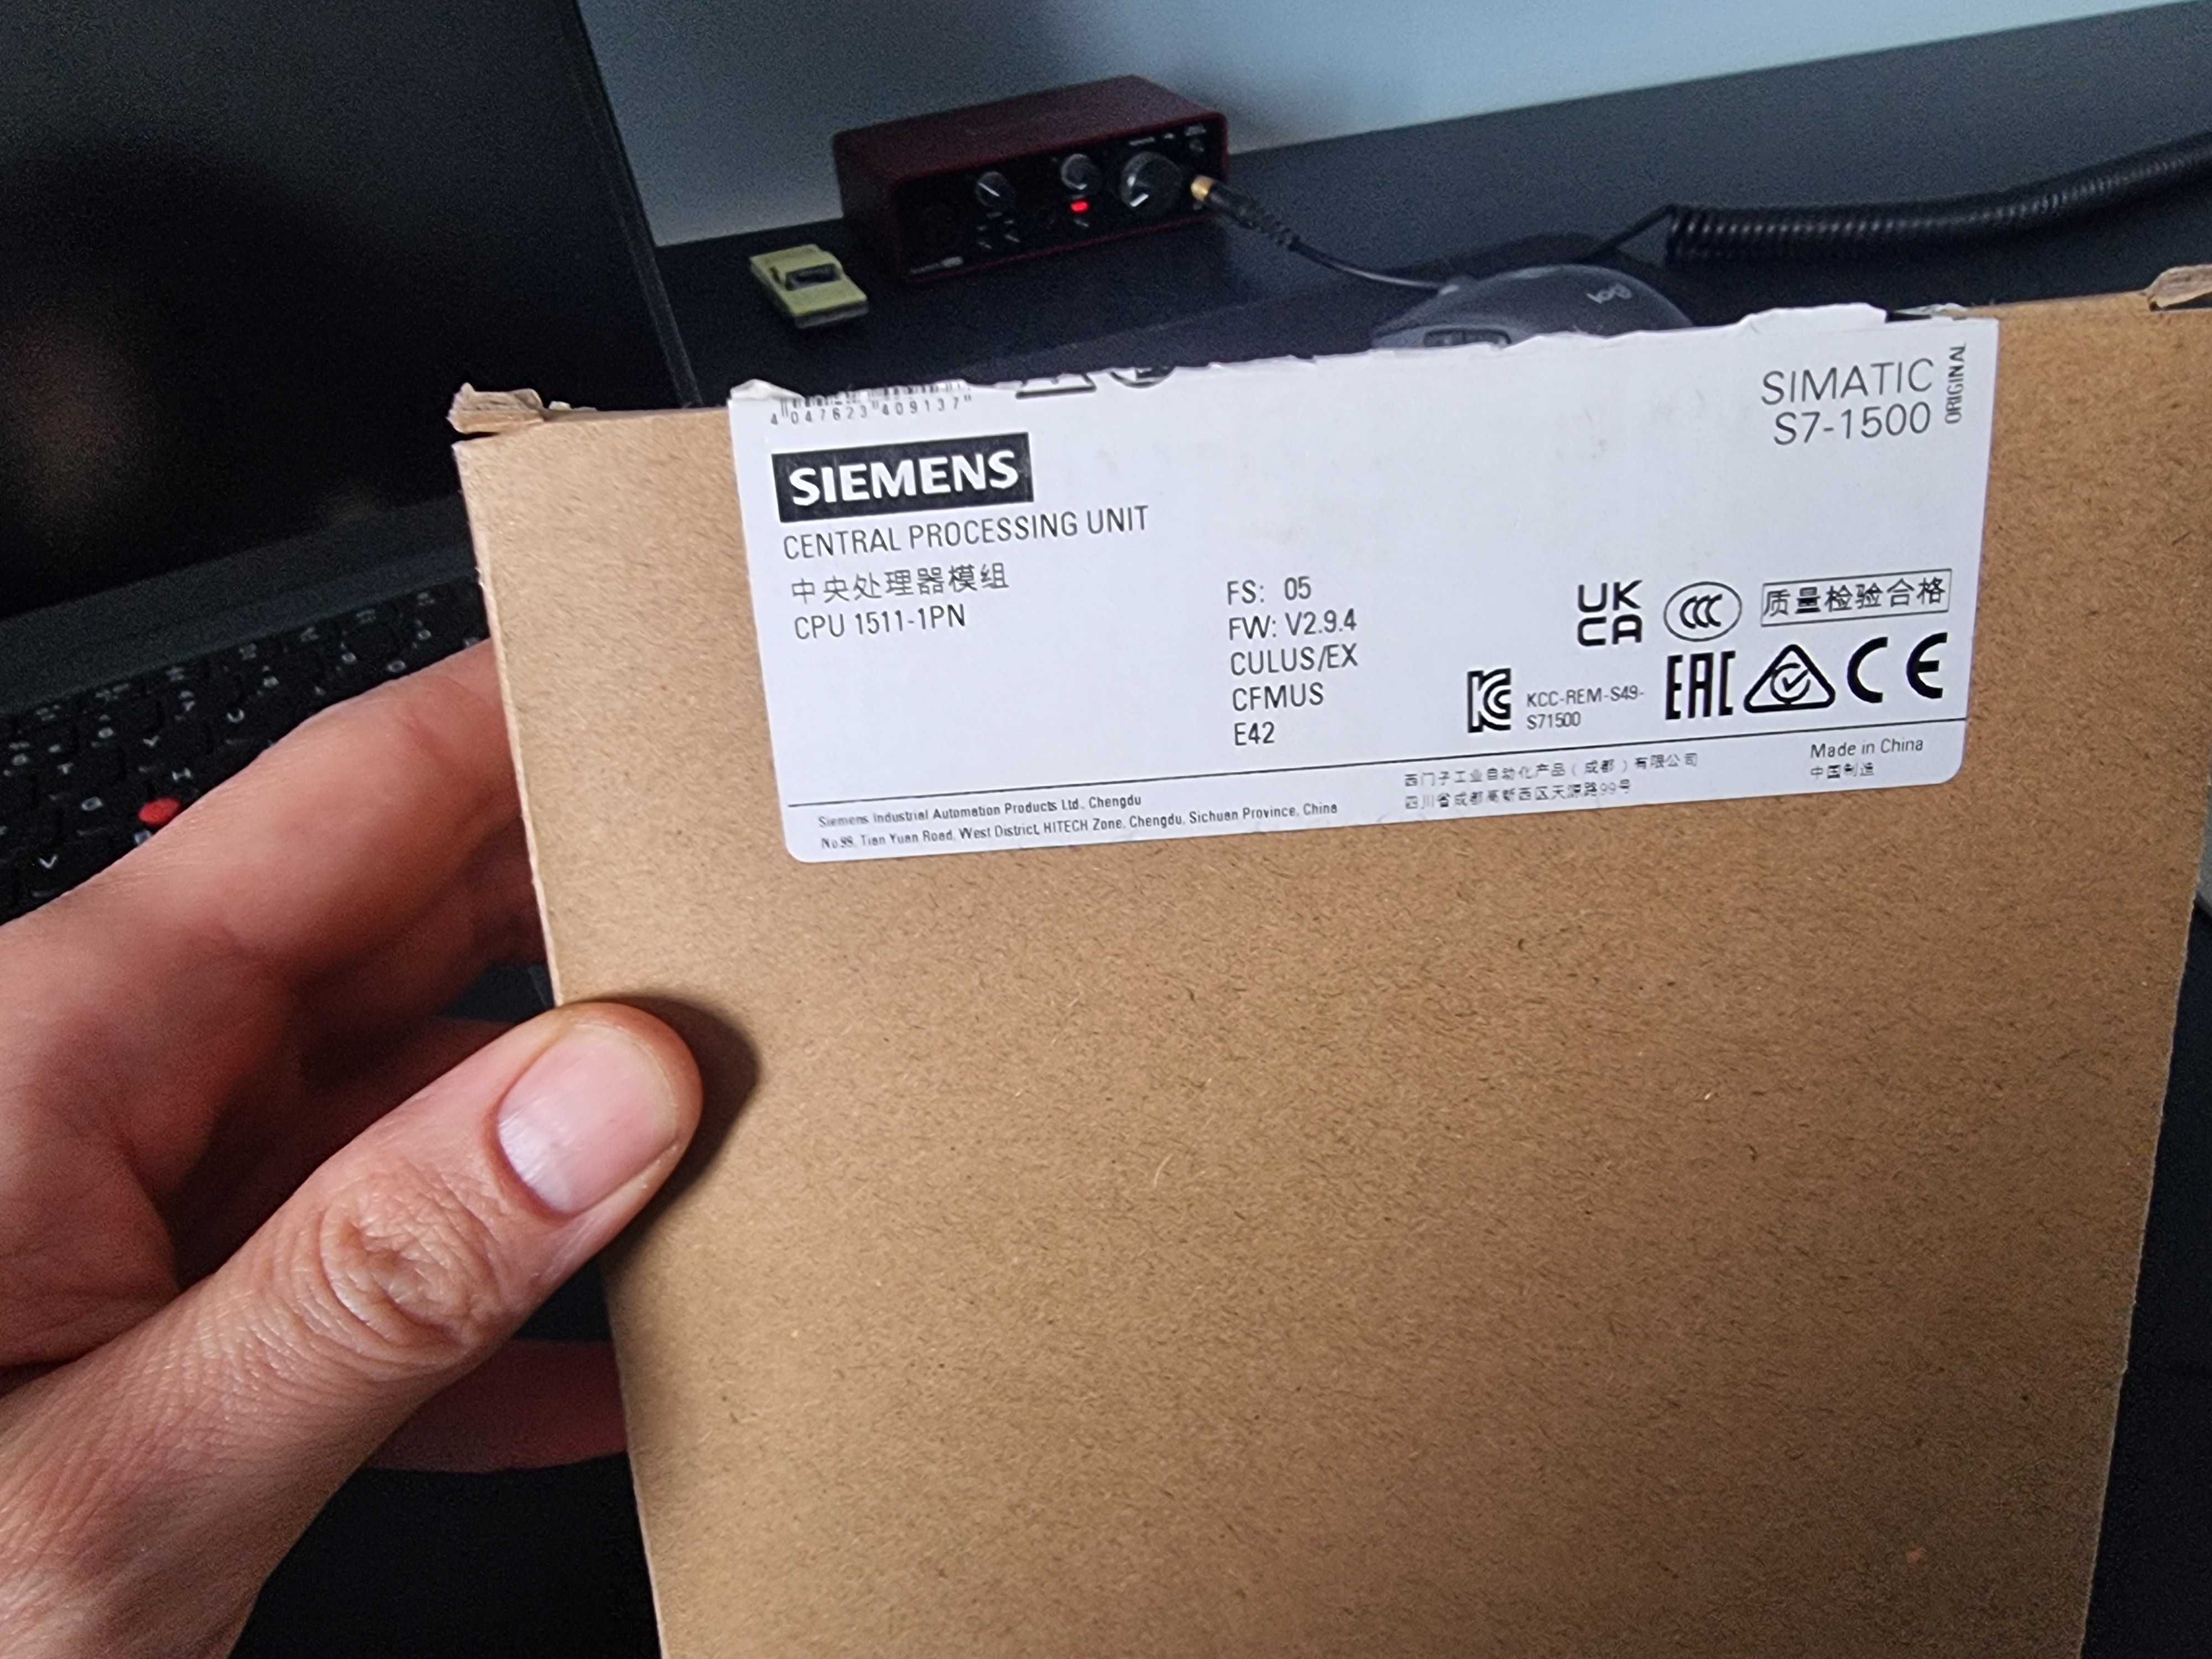 4 047623 409137
SIEMENS
SIMATIC
S7-1500
ORIGINAL
CENTRAL PROCESSING UNIT
中央处理器模组
CPU 1511-1PN
FS: 05
FW: V2.9.4
CULUS/EX
CFMUS
E42
UK
CA
CCC
质量检验合格
KCC-REM-S49-
S71500
EAC
CE
Siemens Industrial Automation Products Ltd., Chengdu
No.99, Tian Yuan Road, West District, HITECH Zone, Chengdu, Sichuan Province, China
西门子工业自动化产品(成都)有限公司
四川省成都高新西区天源路99号
Made in China
中国制造
logi